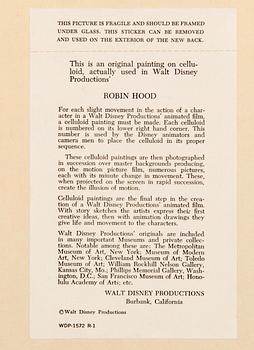 THIS PICTURE IS FRAGILE AND SHOULD BE FRAMED
UNDER GLASS. THIS STICKER CAN BE REMOVED
AND USED ON THE EXTERIOR OF THE NEW BACK.
This is an original painting on cellu-
loid, actually used in Walt Disney
Productions'
ROBIN HOOD
For each slight movement in the action of a char-
acter in a Walt Disney Productions' animated film,
a celluloid painting must be made. Each celluloid
is numbered on its lower right hand corner. This
number is used by the Disney animators and
camera men to place the celluloid in its proper
sequence.
These celluloid paintings are then photographed
in succession over master backgrounds producing,
on the motion picture film, numerous pictures,
each with its minute change in movement. These,
when projected on the screen in rapid succession,
create the illusion of motion.
Celluloid paintings are the final step in the crea-
tion of a Walt Disney Productions' animated film.
With story sketches the artists express their first
creative ideas, then with animation drawings they
give life and movement to the characters.
Walt Disney Productions' originals are included
in many important Museums and private collec-
tions. Notable among these are: The Metropolitan
Museum of Art, New York; Museum of Modern
Art, New York; Cleveland Museum of Art; Toledo
Museum of Art; William Rockhill Nelson Gallery,
Kansas City, Mo.; Phillips Memorial Gallery, Wash-
ington, D.C.; San Francisco Museum of Art; Hono-
lulu Academy of Arts; etc.
WALT DISNEY PRODUCTIONS
Burbank, California
©Walt Disney Productions
WDP-1572 R-1